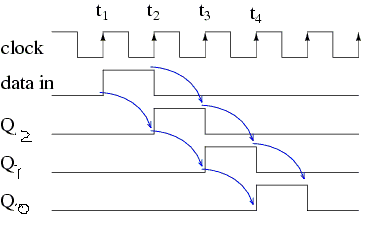 t1 t2 t3 t4
clock
data in
Q2
Q1
Q0